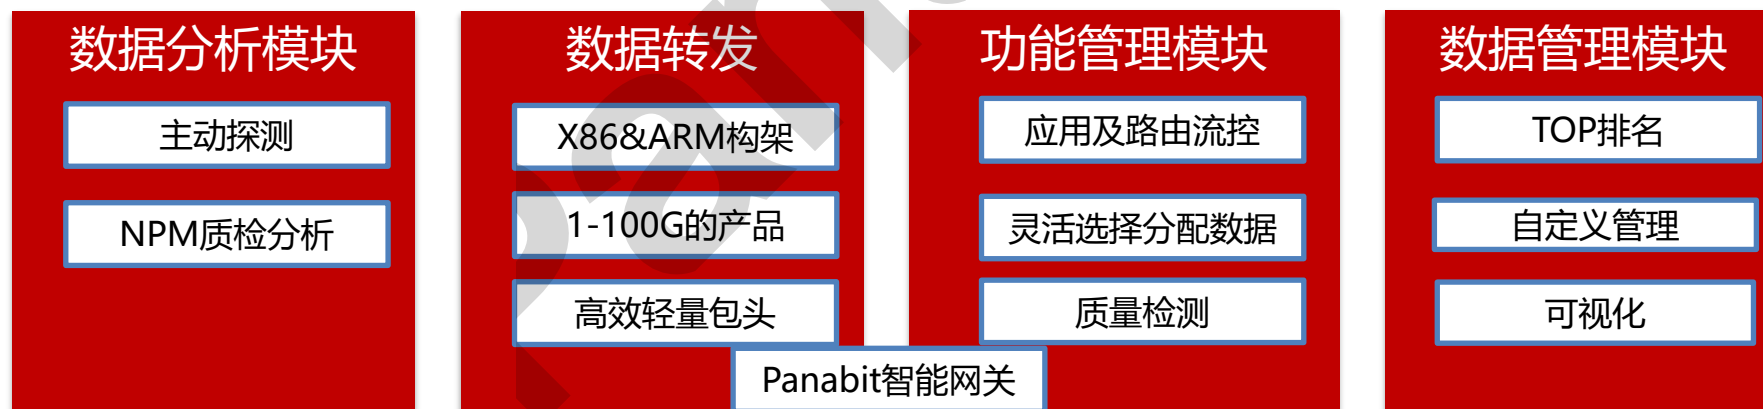 数据分析模块
主动探测
NPM质检分析
数据转发
X86&ARM构架
1-100G的产品
高效轻量包头
功能管理模块
应用及路由流控
灵活选择分配数据
质量检测
Panabit智能网关
数据管理模块
TOP排名
自定义管理
可视化